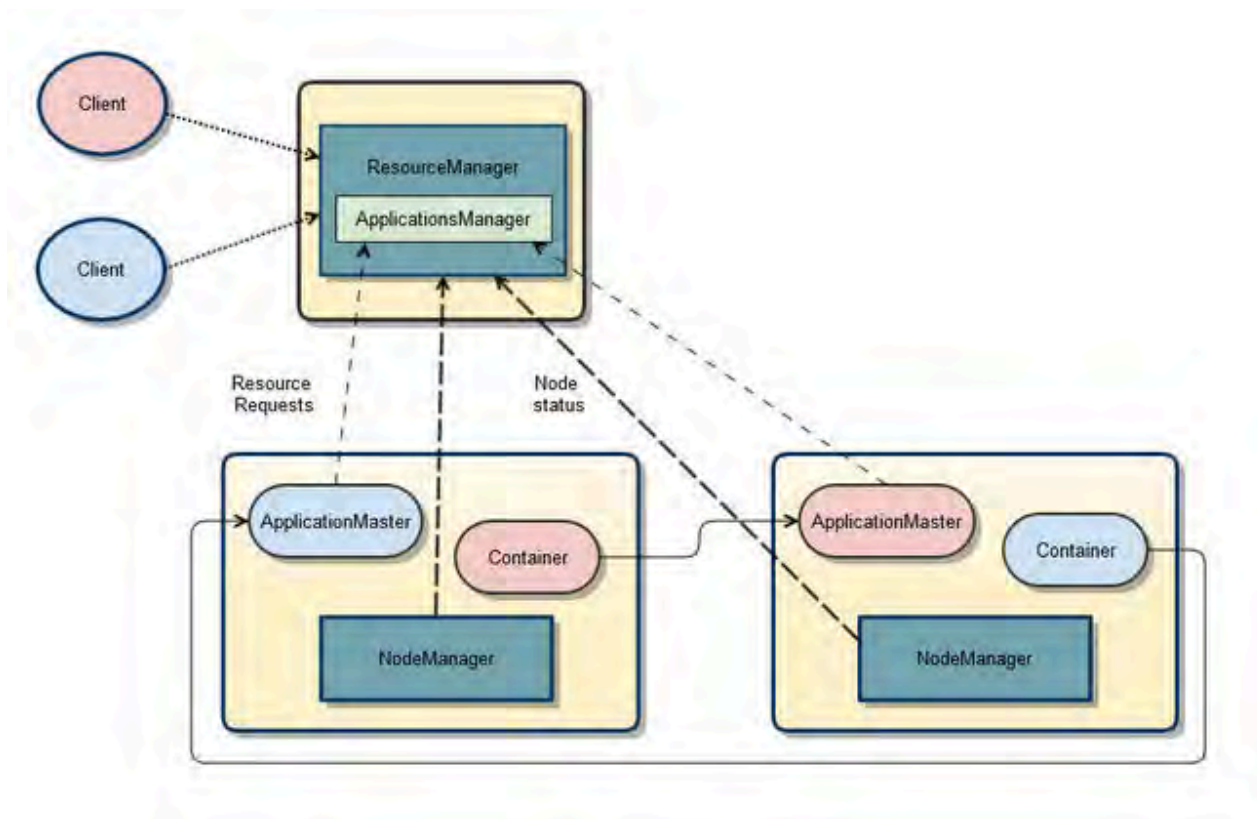 Client
ResourceManager
ApplicationsManager
Client
Resource
Requests
Node
status
ApplicationMaster
Container
ApplicationMaster
Container
NodeManager
NodeManager